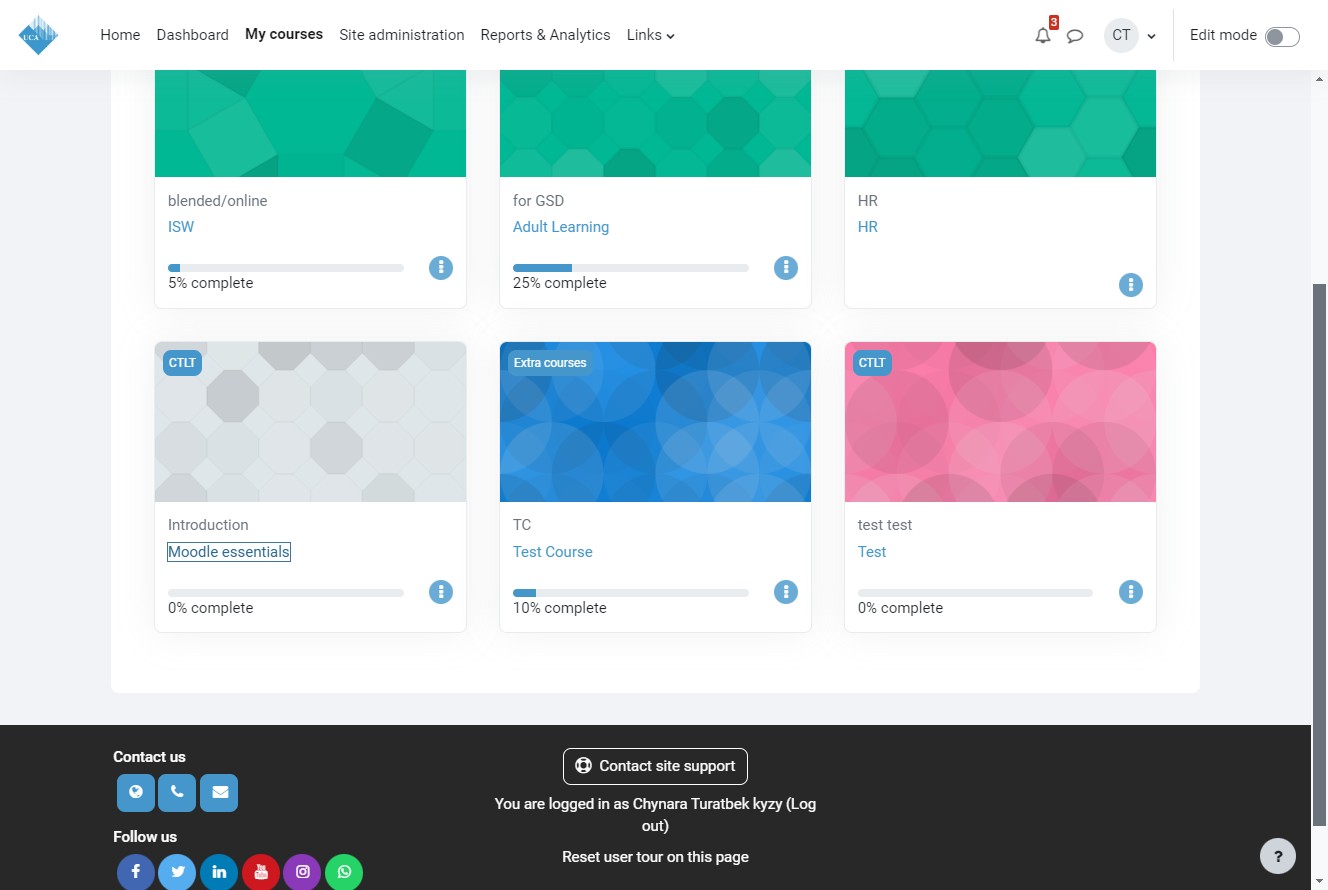 UCA
Home Dashboard My courses Site administration Reports & Analytics Links
3
CT
Edit mode
blended/online
ISW
5% complete
for GSD
Adult Learning
25% complete
HR
HR
CTLT
Introduction
Moodle essentials
0% complete
Extra courses
TC
Test Course
10% complete
CTLT
test test
Test
0% complete
Contact us
Follow us
Contact site support
You are logged in as Chynara Turatbek kyzy (Log
out)
Reset user tour on this page
You
Tube
?